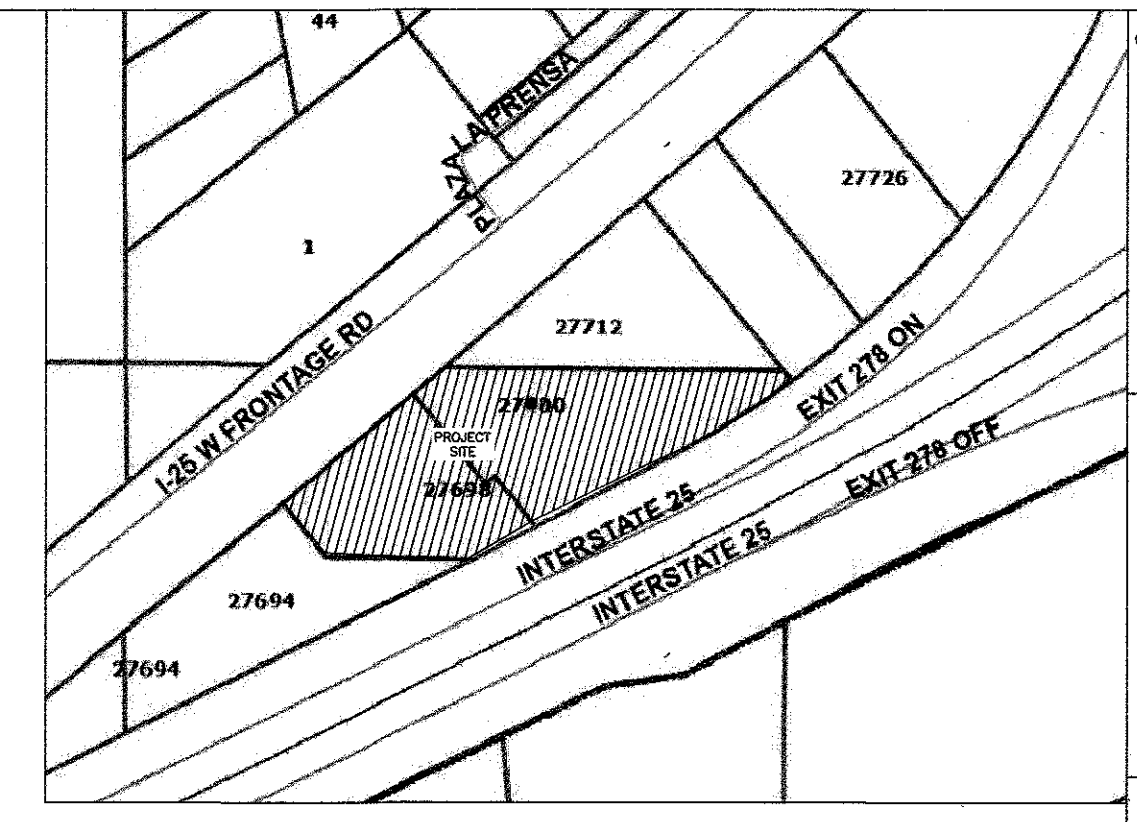 44
PLAZA LA PRENSA
27726
1
27712
I-25 W FRONTAGE RD
EXIT 278 ON
PROJECT
SITE
27698
EXIT 278 OFF
INTERSTATE 25
INTERSTATE 25
27694
27694